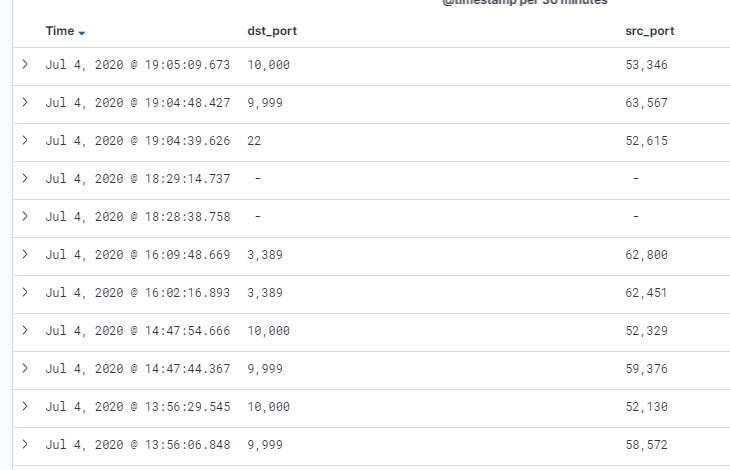 @timestamp per 30 minutes
Time dst_port src_port
Jul 4, 2020 @ 19:05:09.673 10,000 53,346
Jul 4, 2020 @ 19:04:48.427 9,999 63,567
Jul 4, 2020 @ 19:04:39.626 22 52,615
Jul 4, 2020 @ 18:29:14.737 - -
Jul 4, 2020 @ 18:28:38.758 - -
Jul 4, 2020 @ 16:09:48.669 3,389 62,800
Jul 4, 2020 @ 16:02:16.893 3,389 62,451
Jul 4, 2020 @ 14:47:54.666 10,000 52,329
Jul 4, 2020 @ 14:47:44.367 9,999 59,376
Jul 4, 2020 @ 13:56:29.545 10,000 52,130
Jul 4, 2020 @ 13:56:06.848 9,999 58,572